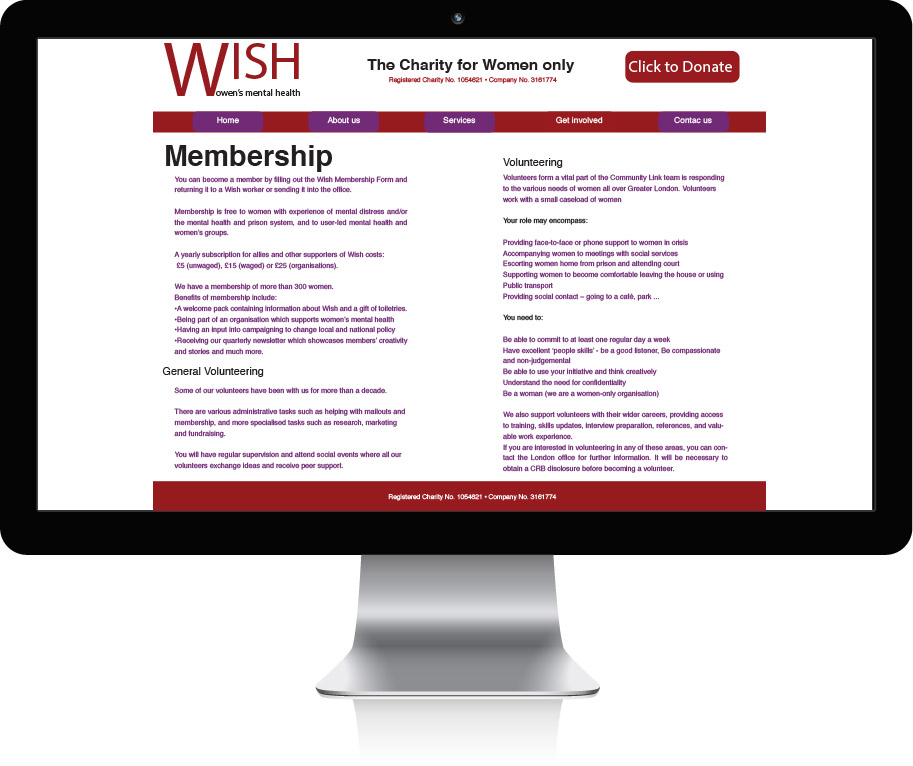 WISH
owen's mental health
The Charity for Women only
Registered Charity No. 1054621 • Company No. 3161774
Click to Donate
Home
About us
Services
Get involved
Contac us
Membership
You can become a member by filling out the Wish Membership Form and
returning it to a Wish worker or sending it into the office.
Membership is free to women with experience of mental distress and/or
the mental health and prison system, and to user-led mental health and
women's groups.
A yearly subscription for allies and other supporters of Wish costs:
£5 (unwaged), £15 (waged) or £25 (organisations).
We have a membership of more than 300 women.
Benefits of membership include:
•A welcome pack containing information about Wish and a gift of toiletries.
•Being part of an organisation which supports women's mental health
•Having an input into campaigning to change local and national policy
•Receiving our quarterly newsletter which showcases members' creativity
and stories and much more.
General Volunteering
Some of our volunteers have been with us for more than a decade.
There are various administrative tasks such as helping with mailouts and
membership, and more specialised tasks such as research, marketing
and fundraising.
You will have regular supervision and attend social events where all our
volunteers exchange ideas and receive peer support.
Volunteering
Volunteers form a vital part of the Community Link team is responding
to the various needs of women all over Greater London. Volunteers
work with a small caseload of women
Your role may encompass:
Providing face-to-face or phone support to women in crisis
Accompanying women to meetings with social services
Escorting women home from prison and attending court
Supporting women to become comfortable leaving the house or using
Public transport
Providing social contact – going to a café, park ...
You need to:
Be able to commit to at least one regular day a week
Have excellent 'people skills' - be a good listener, Be compassionate
and non-judgemental
Be able to use your initiative and think creatively
Understand the need for confidentiality
Be a woman (we are a women-only organisation)
We also support volunteers with their wider careers, providing access
to training, skills updates, interview preparation, references, and valu-
able work experience.
If you are interested in volunteering in any of these areas, you can con-
tact the London office for further information. It will be necessary to
obtain a CRB disclosure before becoming a volunteer.
Registered Charity No. 1054621 • Company No. 3161774